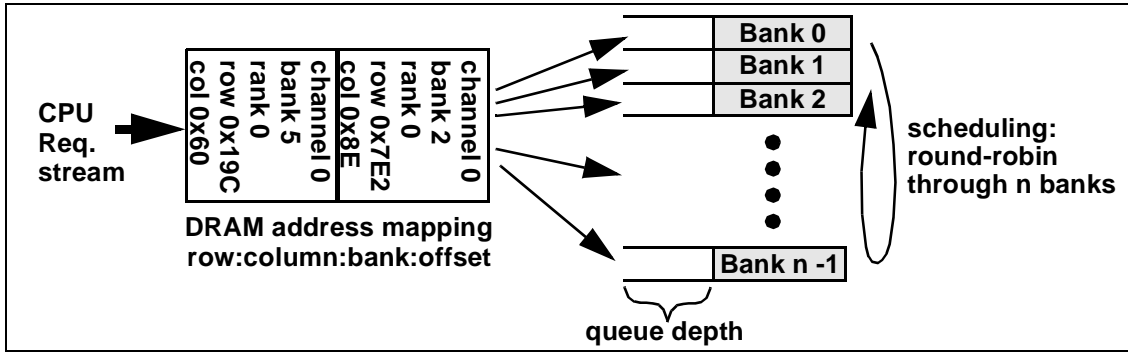 CPU
Req.
stream
channel 0
bank 5
rank 0
row 0x19C
col 0x60
channel 0
bank 2
rank 0
row 0x7E2
col 0x8E
DRAM address mapping
row:column:bank:offset
Bank 0
Bank 1
Bank 2
Bank n -1
queue depth
scheduling:
round-robin
through n banks